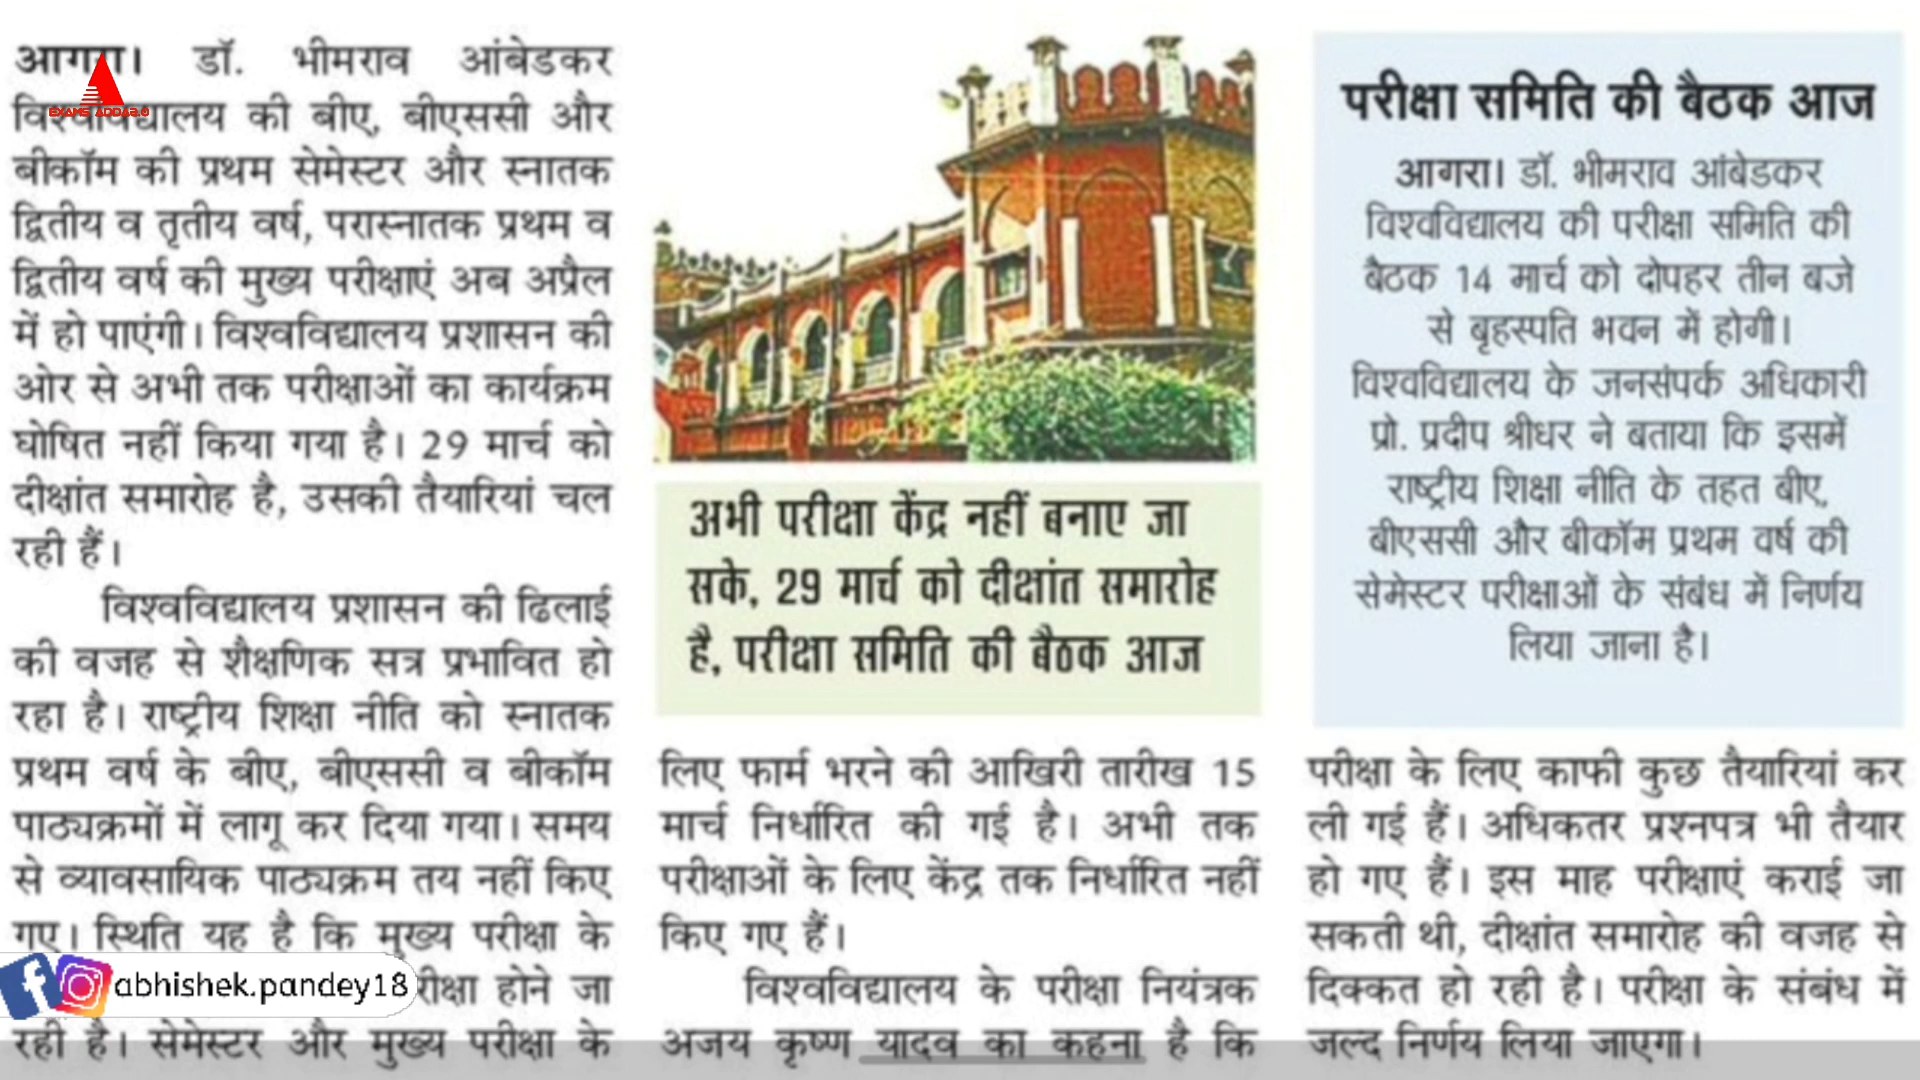 आगरा। डॉ. भीमराव आंबेडकर
विश्वविद्यालय की बीए, बीएससी और
बीकॉम की प्रथम सेमेस्टर और स्नातक
द्वितीय व तृतीय वर्ष, परास्नातक प्रथम व
द्वितीय वर्ष की मुख्य परीक्षाएं अब अप्रैल
में हो पाएंगी। विश्वविद्यालय प्रशासन की
ओर से अभी तक परीक्षाओं का कार्यक्रम
घोषित नहीं किया गया है। 29 मार्च को
दीक्षांत समारोह है, उसकी तैयारियां चल
रही हैं।
विश्वविद्यालय प्रशासन की ढिलाई
की वजह से शैक्षणिक सत्र प्रभावित हो
रहा है। राष्ट्रीय शिक्षा नीति को स्नातक
प्रथम वर्ष के बीए, बीएससी व बीकॉम
पाठ्यक्रमों में लागू कर दिया गया। समय
से व्यावसायिक पाठ्यक्रम तय नहीं किए
गए। स्थिति यह है कि मुख्य परीक्षा के
रीक्षा होने जा
रही है। सेमेस्टर और मुख्य परीक्षा के
EXAMS ADDA2.0
abhishek.pandey18
अभी परीक्षा केंद्र नहीं बनाए जा
सके, 29 मार्च को दीक्षांत समारोह
है, परीक्षा समिति की बैठक आज
लिए फार्म भरने की आखिरी तारीख 15
मार्च निर्धारित की गई है। अभी तक
परीक्षाओं के लिए केंद्र तक निर्धारित नहीं
किए गए हैं।
विश्वविद्यालय के परीक्षा नियंत्रक
अजय कृष्ण यादव का कहना है कि
परीक्षा समिति की बैठक आज
आगरा। डॉ. भीमराव आंबेडकर
विश्वविद्यालय की परीक्षा समिति की
बैठक 14 मार्च को दोपहर तीन बजे
से बृहस्पति भवन में होगी।
विश्वविद्यालय के जनसंपर्क अधिकारी
प्रो. प्रदीप श्रीधर ने बताया कि इसमें
राष्ट्रीय शिक्षा नीति के तहत बीए,
बीएससी और बीकॉम प्रथम वर्ष की
सेमेस्टर परीक्षाओं के संबंध में निर्णय
लिया जाना है।
परीक्षा के लिए काफी कुछ तैयारियां कर
ली गई हैं। अधिकतर प्रश्नपत्र भी तैयार
हो गए हैं। इस माह परीक्षाएं कराई जा
सकती थी, दीक्षांत समारोह की वजह से
दिक्कत हो रही है। परीक्षा के संबंध में
जल्द निर्णय लिया जाएगा।